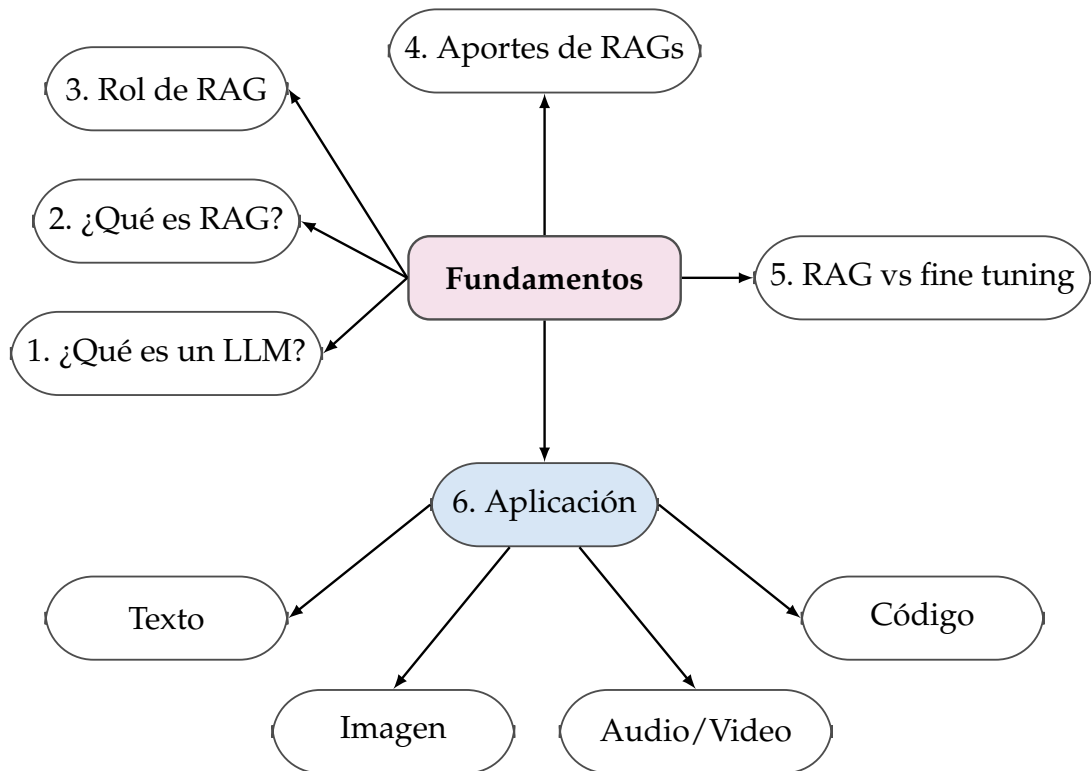 4. Aportes de RAGs
3. Rol de RAG
2. ¿Qué es RAG?
Fundamentos
5. RAG vs fine tuning
1. ¿Qué es un LLM?
6. Aplicación
Texto
Código
Imagen
Audio/Video